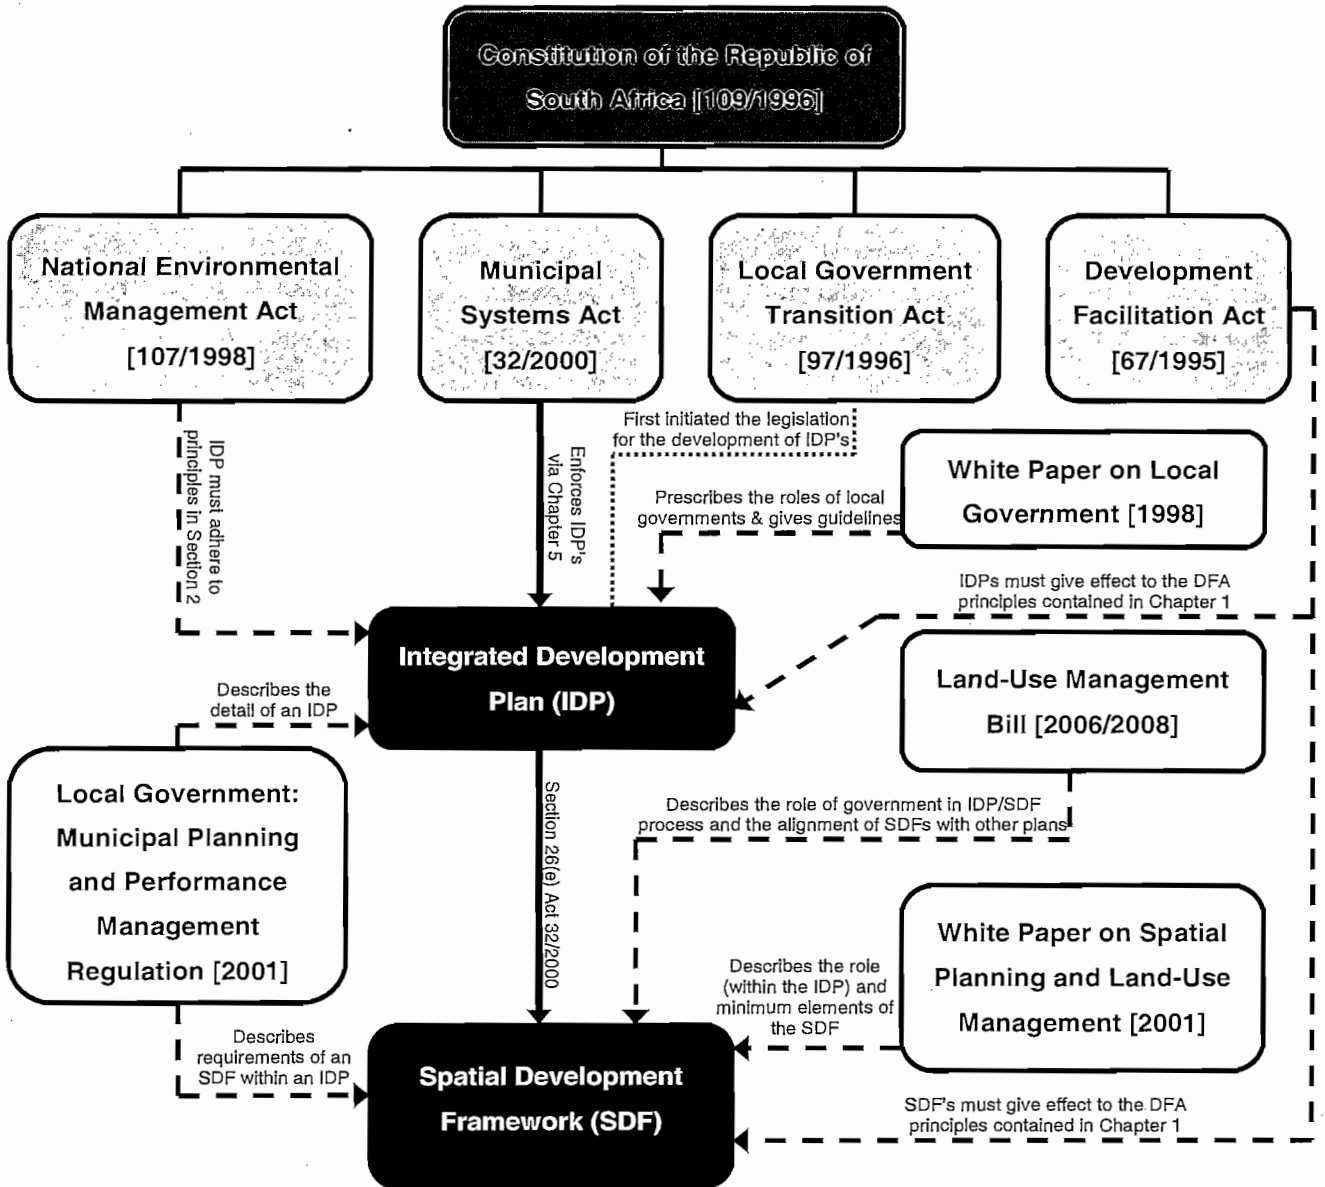 Constitution of the Republic of
South Africa [109/1996]
National Environmental
Management Act
[107/1998]
Municipal
Systems Act
[32/2000]
Local Government
Transition Act
[97/1996]
Development
Facilitation Act
[67/1995]
IDP must adhere to
principles in Section 2
Enforces IDP's
via Chapter 5
First initiated the legislation
for the development of IDP's
White Paper on Local
Government [1998]
Prescribes the roles of local
governments & gives guidelines
IDPs must give effect to the DFA
principles contained in Chapter 1
Integrated Development
Plan (IDP)
Land-Use Management
Bill [2006/2008]
Describes the
detail of an IDP
Local Government:
Municipal Planning
and Performance
Management
Regulation [2001]
Section 26(e) Act 32/2000
Describes the role of government in IDP/SDF
process and the alignment of SDFs with other plans
White Paper on Spatial
Planning and Land-Use
Management [2001]
Describes the role
(within the IDP) and
minimum elements of
the SDF
Describes
requirements of an
SDF within an IDP
Spatial Development
Framework (SDF)
SDF's must give effect to the DFA
principles contained in Chapter 1